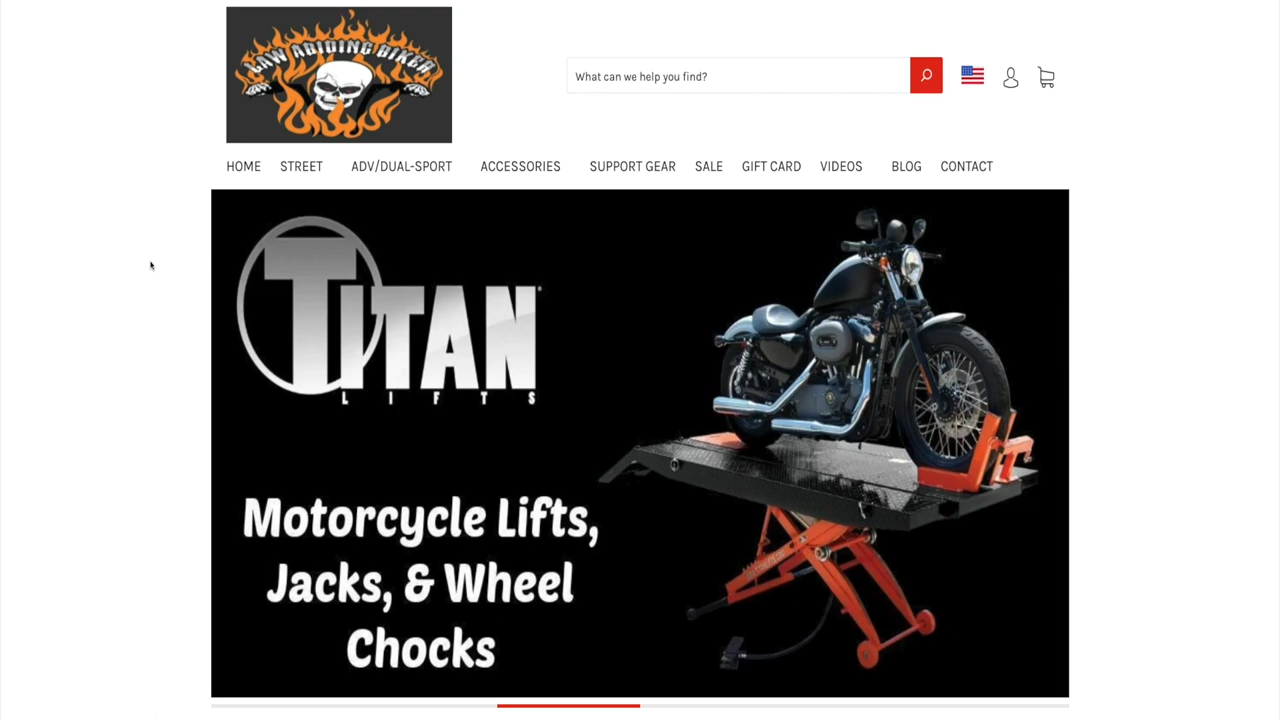 LAW ABIDING BIKER
What can we help you find?
HOME STREET ADV/DUAL-SPORT ACCESSORIES SUPPORT GEAR SALE GIFT CARD VIDEOS BLOG CONTACT
TITAN
LIFTS
Motorcycle Lifts,
Jacks, & Wheel
Chocks